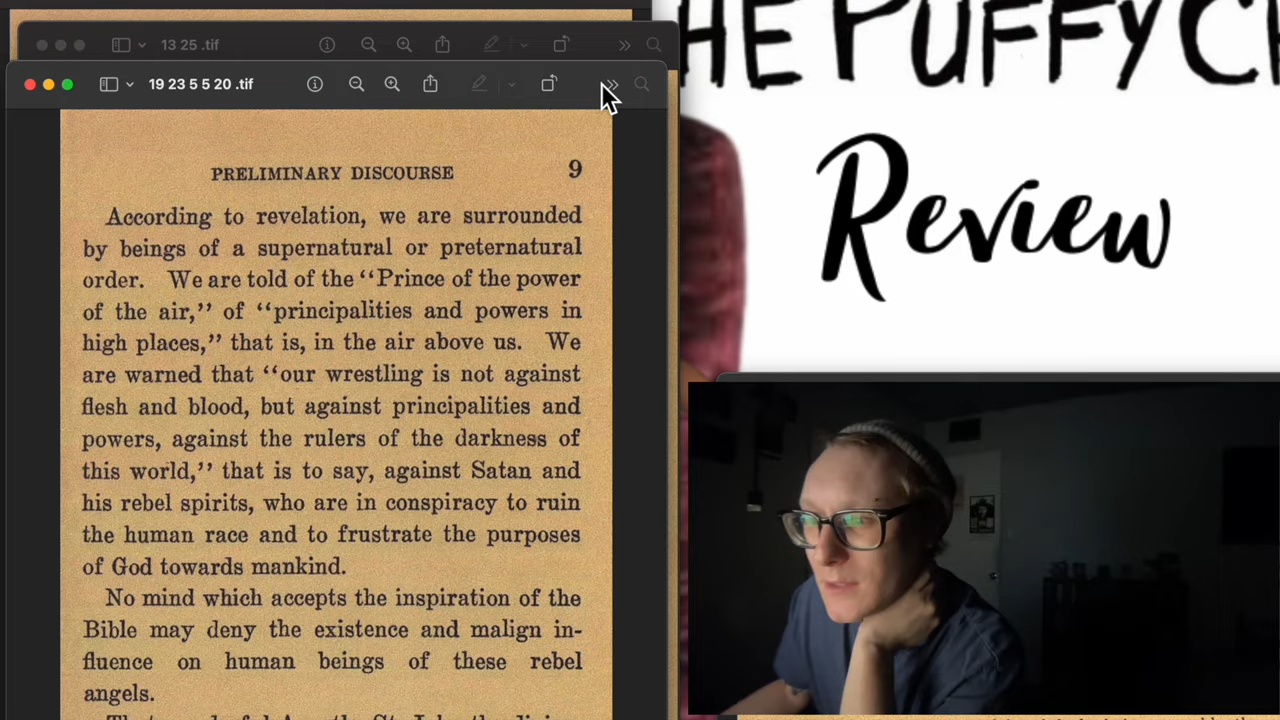 13 25 .tif
19 23 5 5 20 .tif
PRELIMINARY DISCOURSE 9
According to revelation, we are surrounded
by beings of a supernatural or preternatural
order. We are told of the “Prince of the power
of the air,” of “principalities and powers in
high places,” that is, in the air above us. We
are warned that “our wrestling is not against
flesh and blood, but against principalities and
powers, against the rulers of the darkness of
this world,” that is to say, against Satan and
his rebel spirits, who are in conspiracy to ruin
the human race and to frustrate the purposes
of God towards mankind.
No mind which accepts the inspiration of the
Bible may deny the existence and malign in-
fluence on human beings of these rebel
angels.
HE PUFFY C
Review